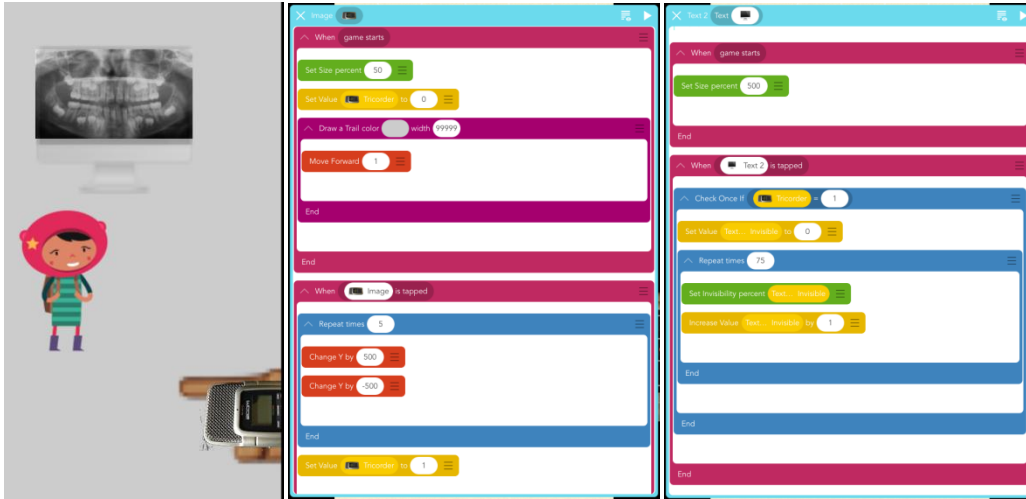 Image
When game starts
Set Size percent 50
Set Value Tricorder to 0
Draw a Trail color width 99999
Move Forward 1
End
End
When Image is tapped
Repeat times 5
Change Y by 500
Change Y by -500
End
Set Value Tricorder to 1
Text 2 Text
When game starts
Set Size percent 500
End
When Text 2 is tapped
Check Once If Tricorder = 1
Set Value Text... Invisible to 0
Repeat times 75
Set Invisibility percent Text... Invisible
Increase Value Text... Invisible by 1
End
End
End